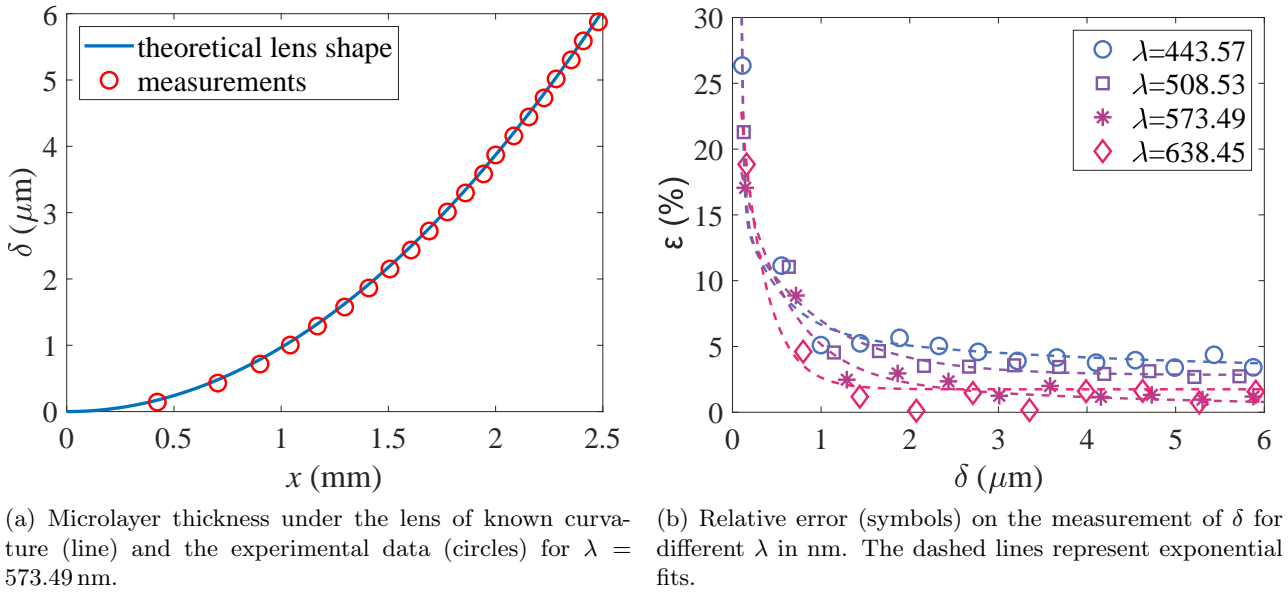 6
5
4
3
2
1
0
0
0.5
1
1.5
2
2.5
δ (μm)
x (mm)
theoretical lens shape
measurements
30
25
20
15
10
5
0
0
1
2
3
4
5
6
ε (%)
δ (μm)
λ=443.57
λ=508.53
λ=573.49
λ=638.45
(a) Microlayer thickness under the lens of known curva-
ture (line) and the experimental data (circles) for λ =
573.49 nm.
(b) Relative error (symbols) on the measurement of δ for
different λ in nm. The dashed lines represent exponential
fits.